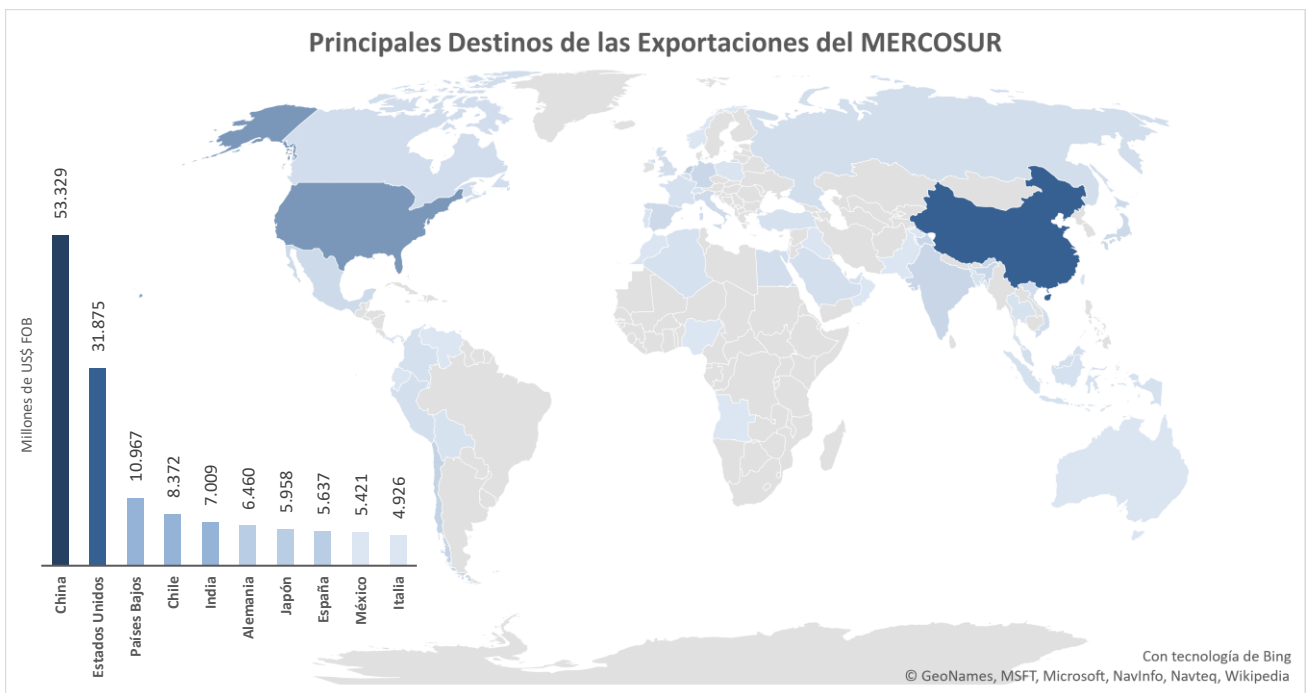 Principales Destinos de las Exportaciones del MERCOSUR
Millones de US$ FOB
53.329
31.875
10.967
8.372
7.009
6.460
5.958
5.637
5.421
4.926
China
Estados Unidos
Países Bajos
Chile
India
Alemania
Japón
España
México
Italia
Con tecnología de Bing
© GeoNames, MSFT, Microsoft, NavInfo, Navteq, Wikipedia